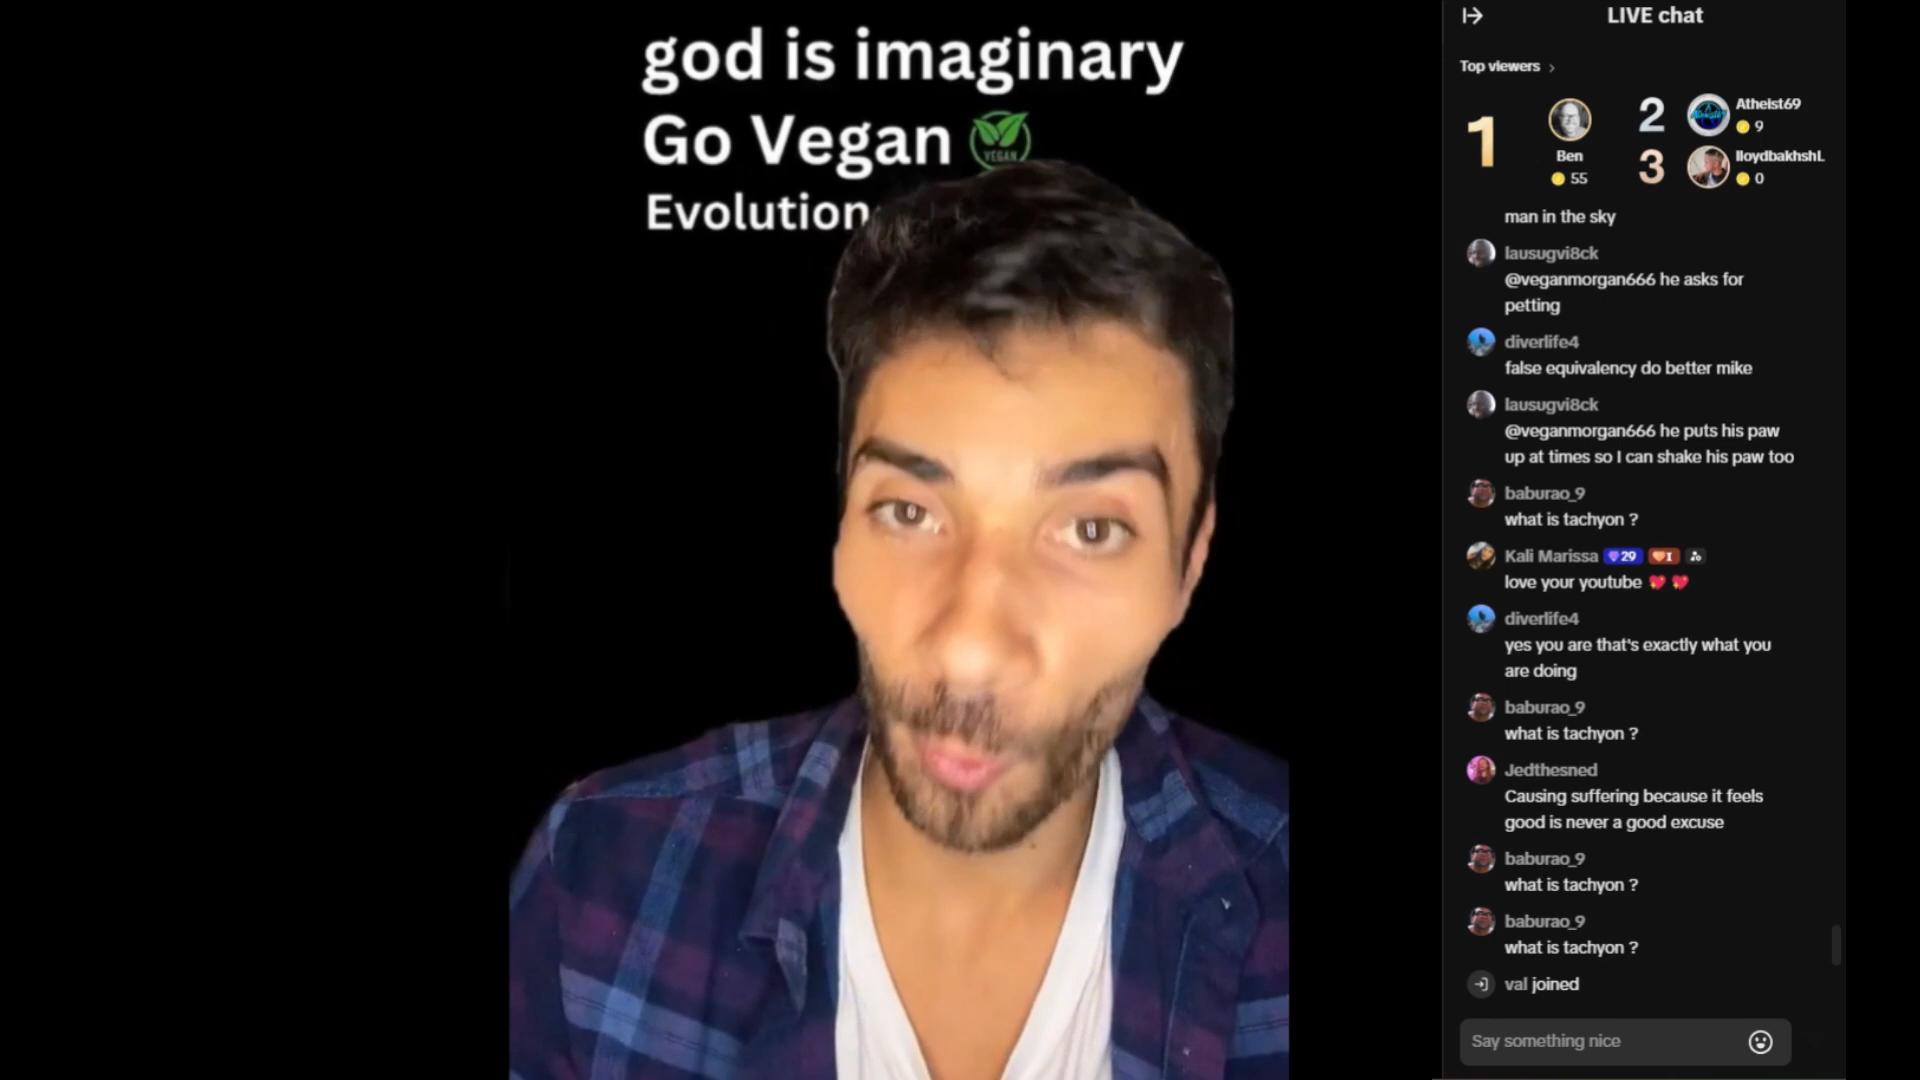 god is imaginary
Go Vegan
VEGAN
Evolution
LIVE chat
Top viewers
1
Ben
55
2
Atheist69
9
3
lloydbakhshL
0
man in the sky
lausugvi8ck
@veganmorgan666 he asks for
petting
diverlife4
false equivalency do better mike
lausugvi8ck
@veganmorgan666 he puts his paw
up at times so I can shake his paw too
baburao_9
what is tachyon ?
Kali Marissa 29 I
love your youtube 💖 💖
diverlife4
yes you are that's exactly what you
are doing
baburao_9
what is tachyon ?
Jedthesned
Causing suffering because it feels
good is never a good excuse
baburao_9
what is tachyon ?
baburao_9
what is tachyon ?
val joined
Say something nice